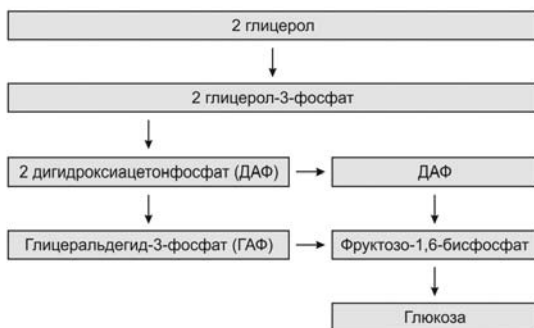 2 глицерол
2 глицерол-3-фосфат
2 дигидроксиацетонфосфат (ДАФ)
ДАФ
Глицеральдегид-3-фосфат (ГАФ)
Фруктозо-1,6-бисфосфат
Глюкоза